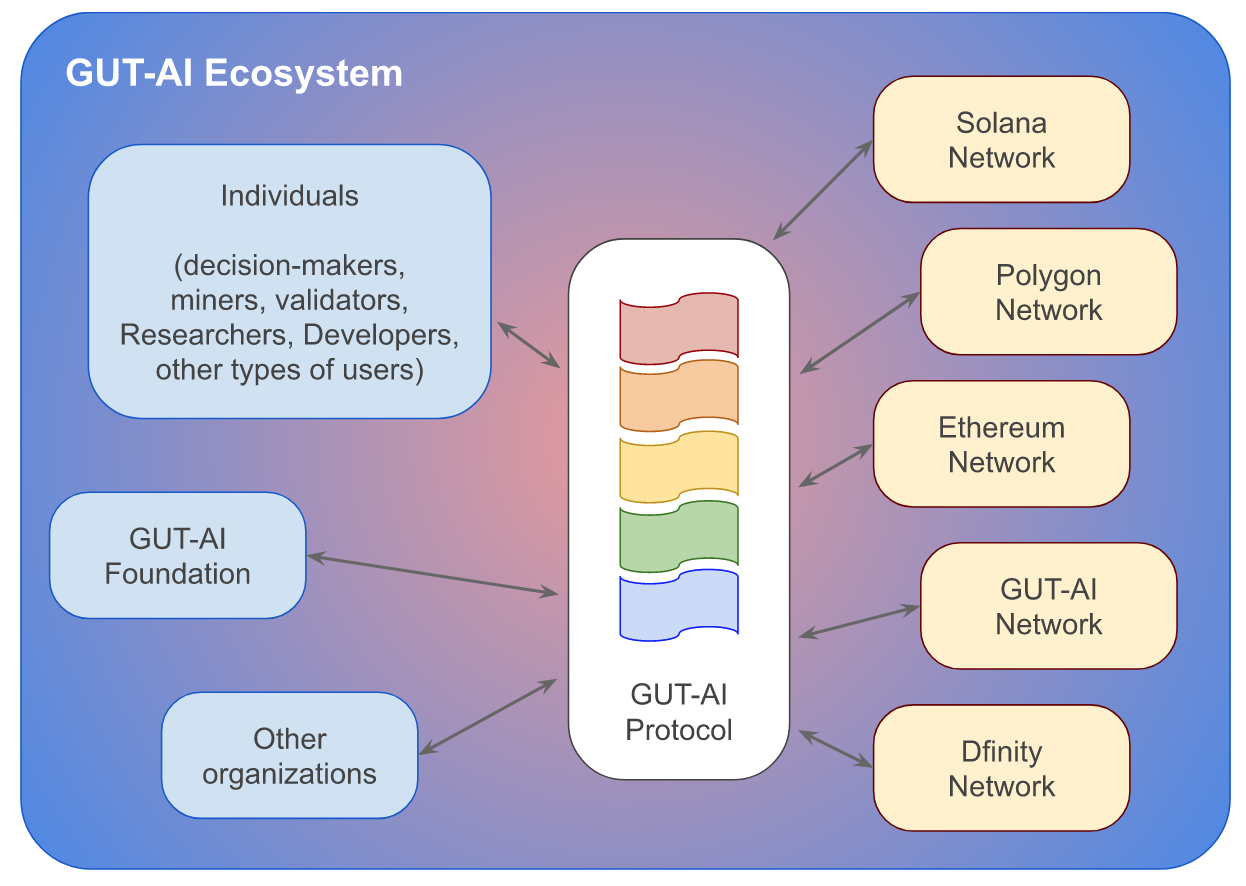 GUT-AI Ecosystem
Individuals
(decision-makers,
miners, validators,
Researchers, Developers,
other types of users)
GUT-AI
Foundation
Other
organizations
GUT-AI
Protocol
Solana
Network
Polygon
Network
Ethereum
Network
GUT-AI
Network
Dfinity
Network